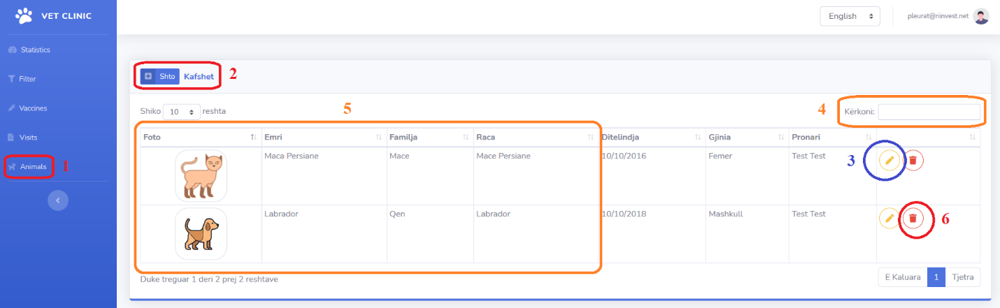 VET CLINIC
English
pleurat@riinvest.net
Statistics
Filter
Vaccines
Visits
Animals 1
Shto Kafshet 2
Shiko 10 reshta
5
4 Kërkoni:
Foto Emri Familja Raca Ditelindja Gjinia Pronari
Maca Persiane Mace Mace Persiane 10/10/2016 Femer Test Test 3
Labrador Qen Labrador 10/10/2018 Mashkull Test Test 6
Duke treguar 1 deri 2 prej 2 reshtave
E Kaluara 1 Tjetra